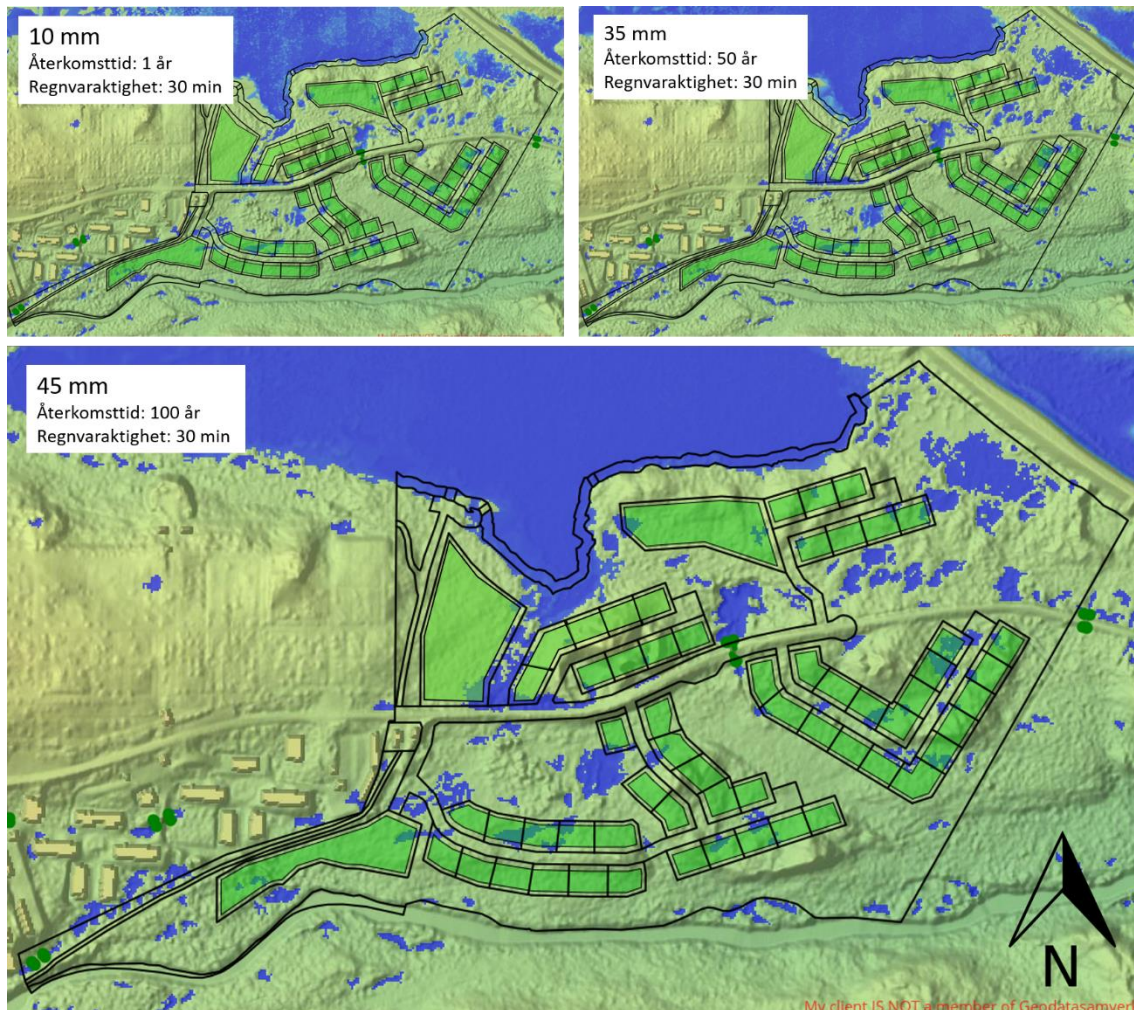 10 mm
Återkomsttid: 1 år
Regnvaraktighet: 30 min
35 mm
Återkomsttid: 50 år
Regnvaraktighet: 30 min
45 mm
Återkomsttid: 100 år
Regnvaraktighet: 30 min
N
My client IS NOT a member of Geodatasamverk